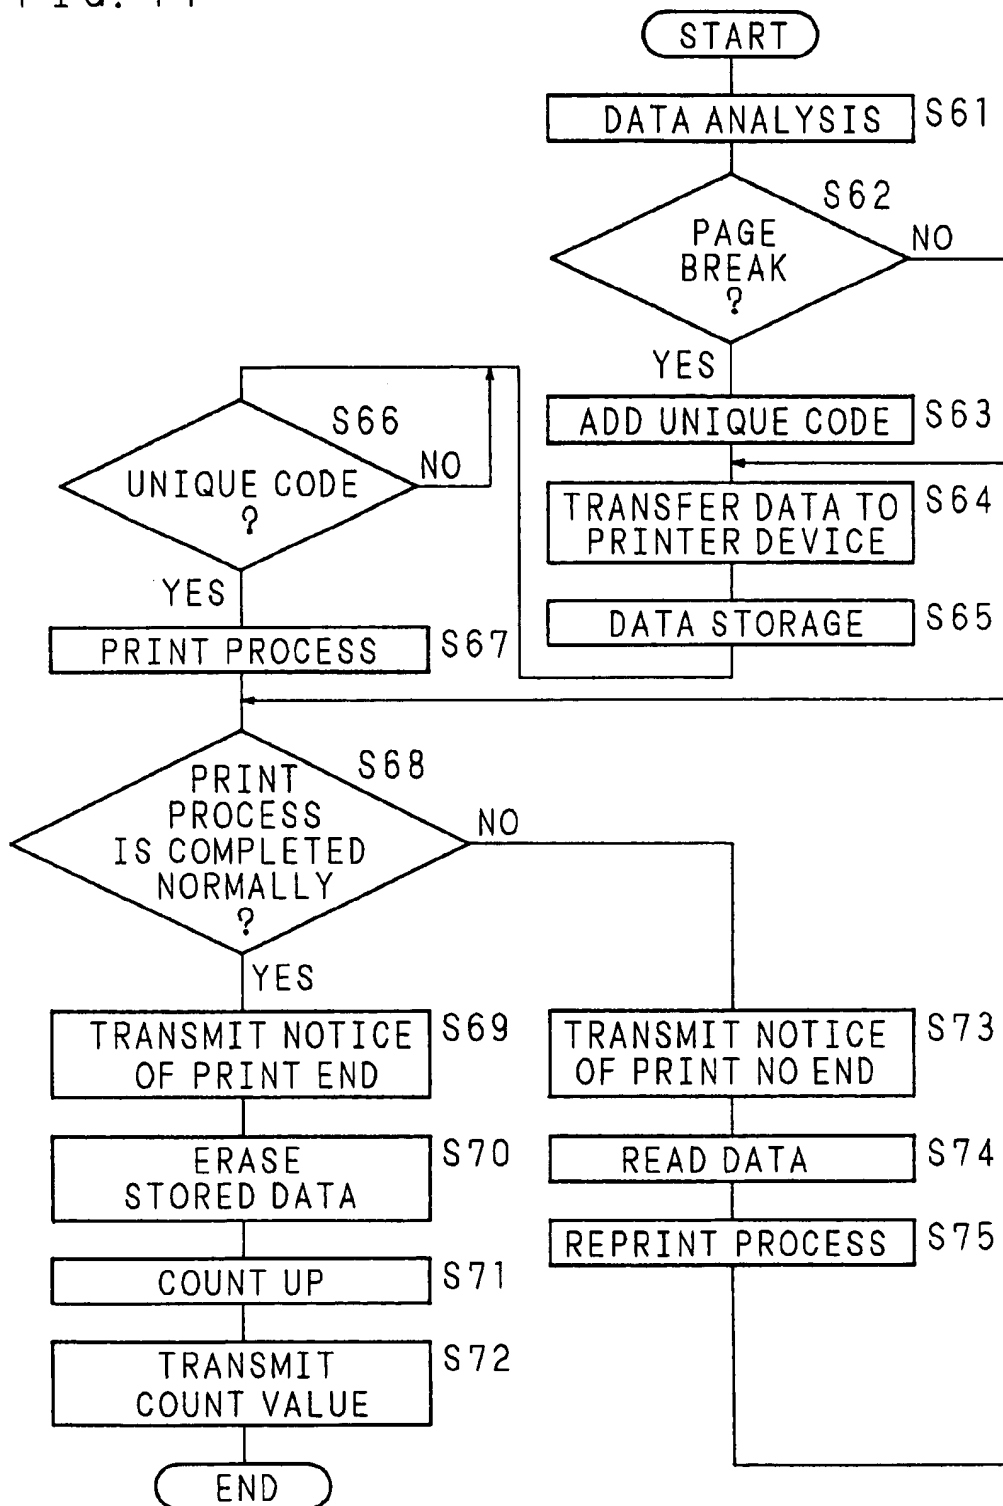 START
DATA ANALYSIS
S61
S62
PAGE
BREAK
?
NO
YES
ADD UNIQUE CODE
S63
TRANSFER DATA TO
PRINTER DEVICE
S64
DATA STORAGE
S65
S66
UNIQUE CODE
?
NO
YES
PRINT PROCESS
S67
S68
PRINT
PROCESS
IS COMPLETED
NORMALLY
?
NO
YES
TRANSMIT NOTICE
OF PRINT END
S69
ERASE
STORED DATA
S70
COUNT UP
S71
TRANSMIT
COUNT VALUE
S72
END
TRANSMIT NOTICE
OF PRINT NO END
S73
READ DATA
S74
REPRINT PROCESS
S75